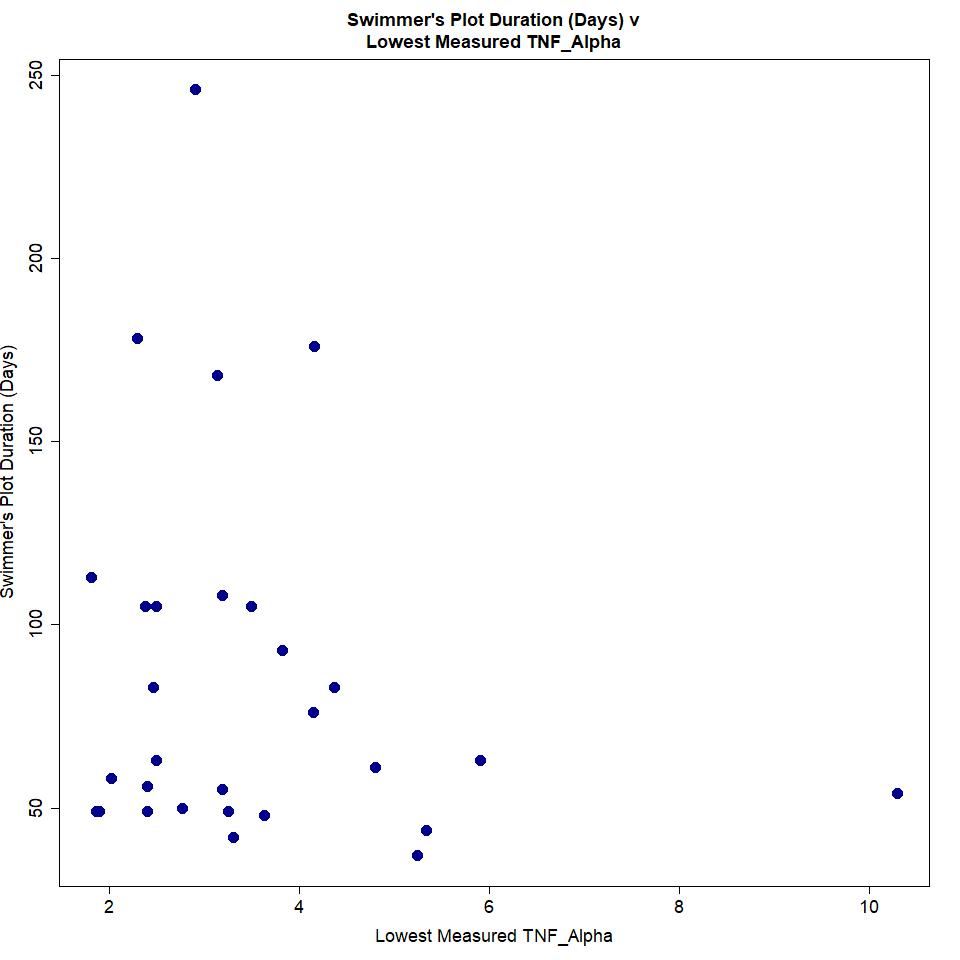 Swimmer's Plot Duration (Days) v
Lowest Measured TNF_Alpha
250
200
150
100
50
Swimmer's Plot Duration (Days)
2 4 6 8 10
Lowest Measured TNF_Alpha